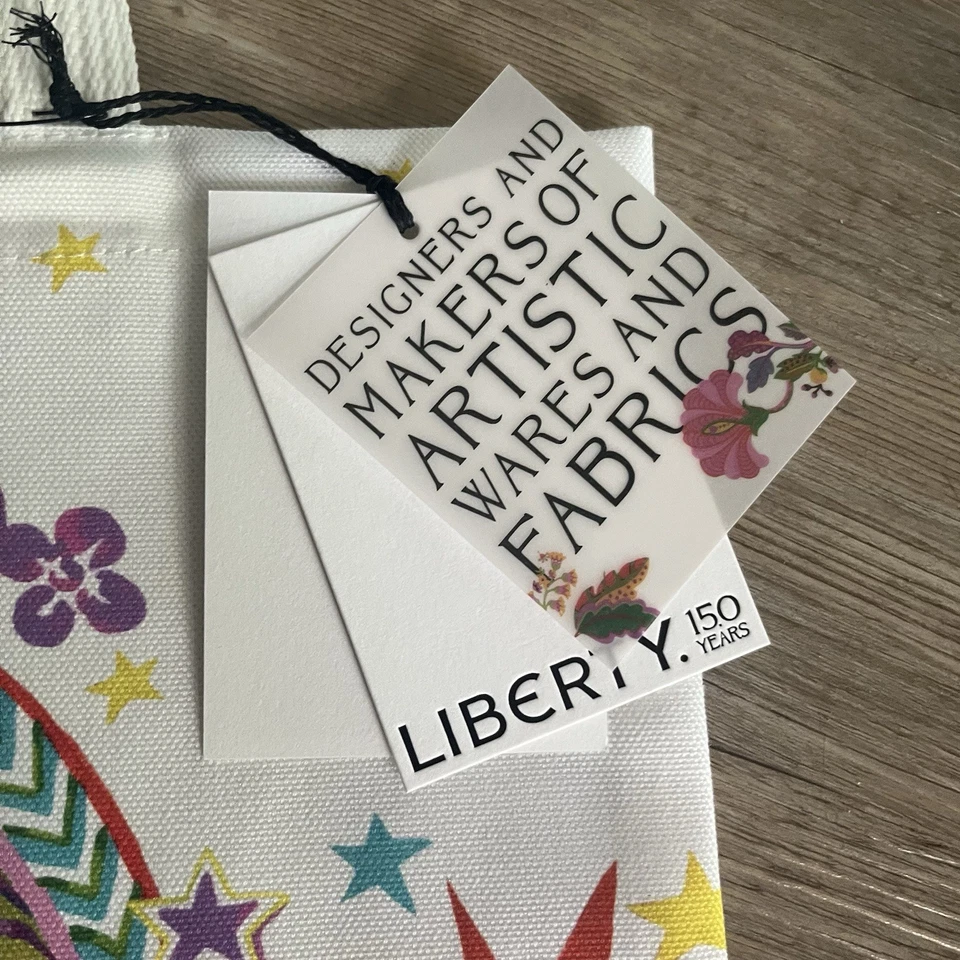 DESIGNERS AND
MAKERS OF
ARTISTIC
WARES AND
FABRICS
LIBERTY. 150
YEARS